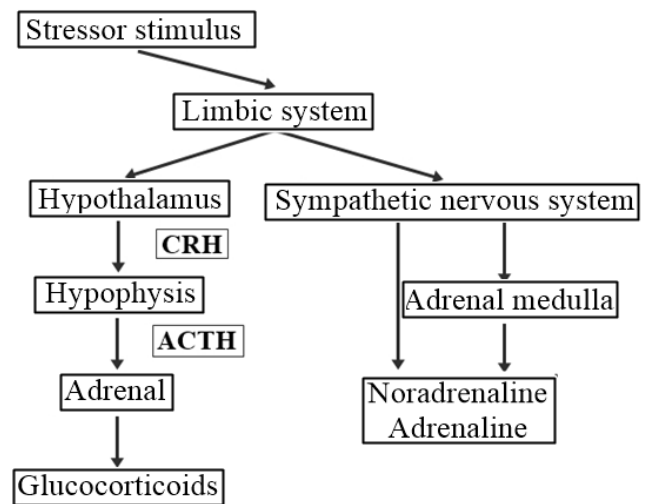 Stressor stimulus
Limbic system
Hypothalamus
Sympathetic nervous system
CRH
Hypophysis
Adrenal medulla
ACTH
Adrenal
Noradrenaline
Adrenaline
Glucocorticoids